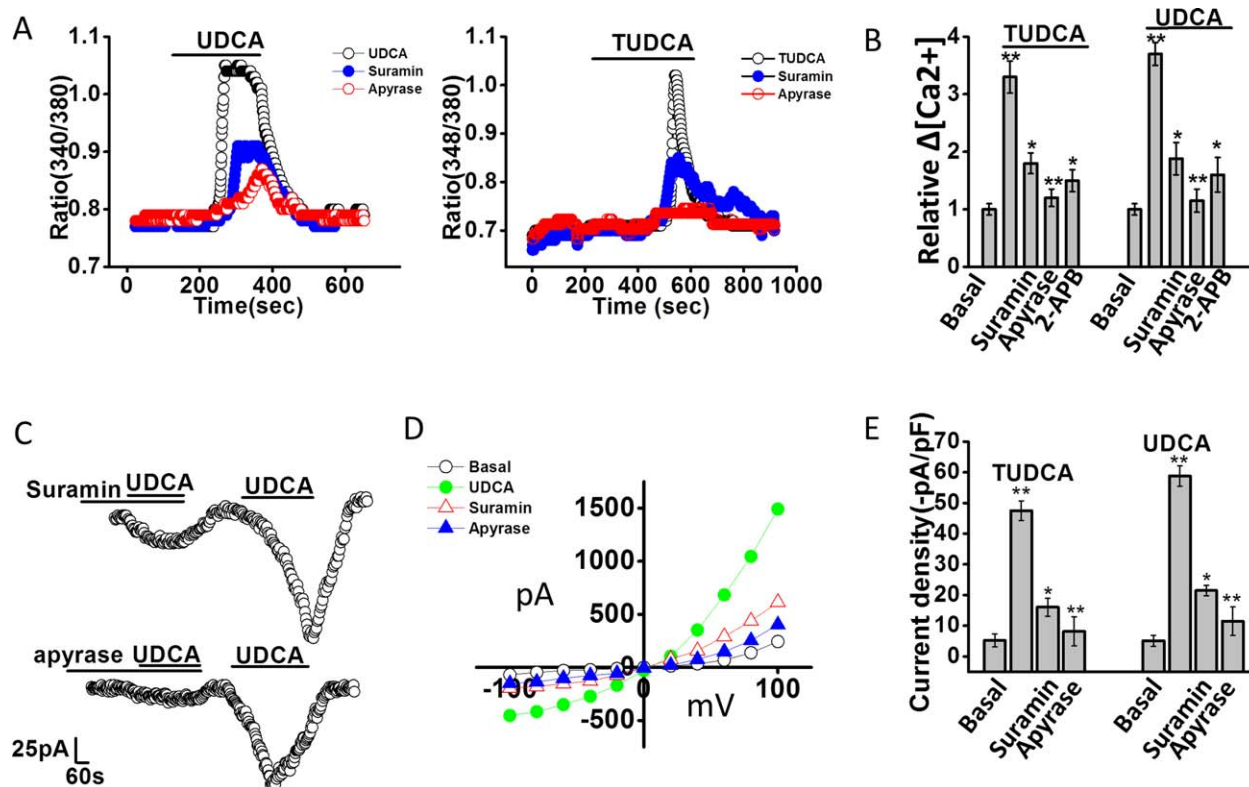 A
UDCA
UDCA
Suramin
Apyrase
Ratio(340/380)
1.1
1.0
0.9
0.8
0.7
0
200
400
600
Time(sec)
TUDCA
TUDCA
Suramin
Apyrase
Ratio(348/380)
1.1
1.0
0.9
0.8
0.7
0
200
400
600
800
1000
Time(sec)
B
Relative Δ[Ca2+]
4
3
2
1
0
TUDCA
UDCA
**
*
**
*
**
*
**
*
Basal
Suramin
Apyrase
2-APB
Basal
Suramin
Apyrase
2-APB
C
Suramin UDCA
UDCA
apyrase UDCA
UDCA
25pA
60s
D
Basal
UDCA
Suramin
Apyrase
pA
mV
1500
1000
500
-500
-100
0
100
E
Current density(-pA/pF)
70
60
50
40
30
20
10
0
TUDCA
UDCA
**
*
**
**
*
**
Basal
Suramin
Apyrase
Basal
Suramin
Apyrase